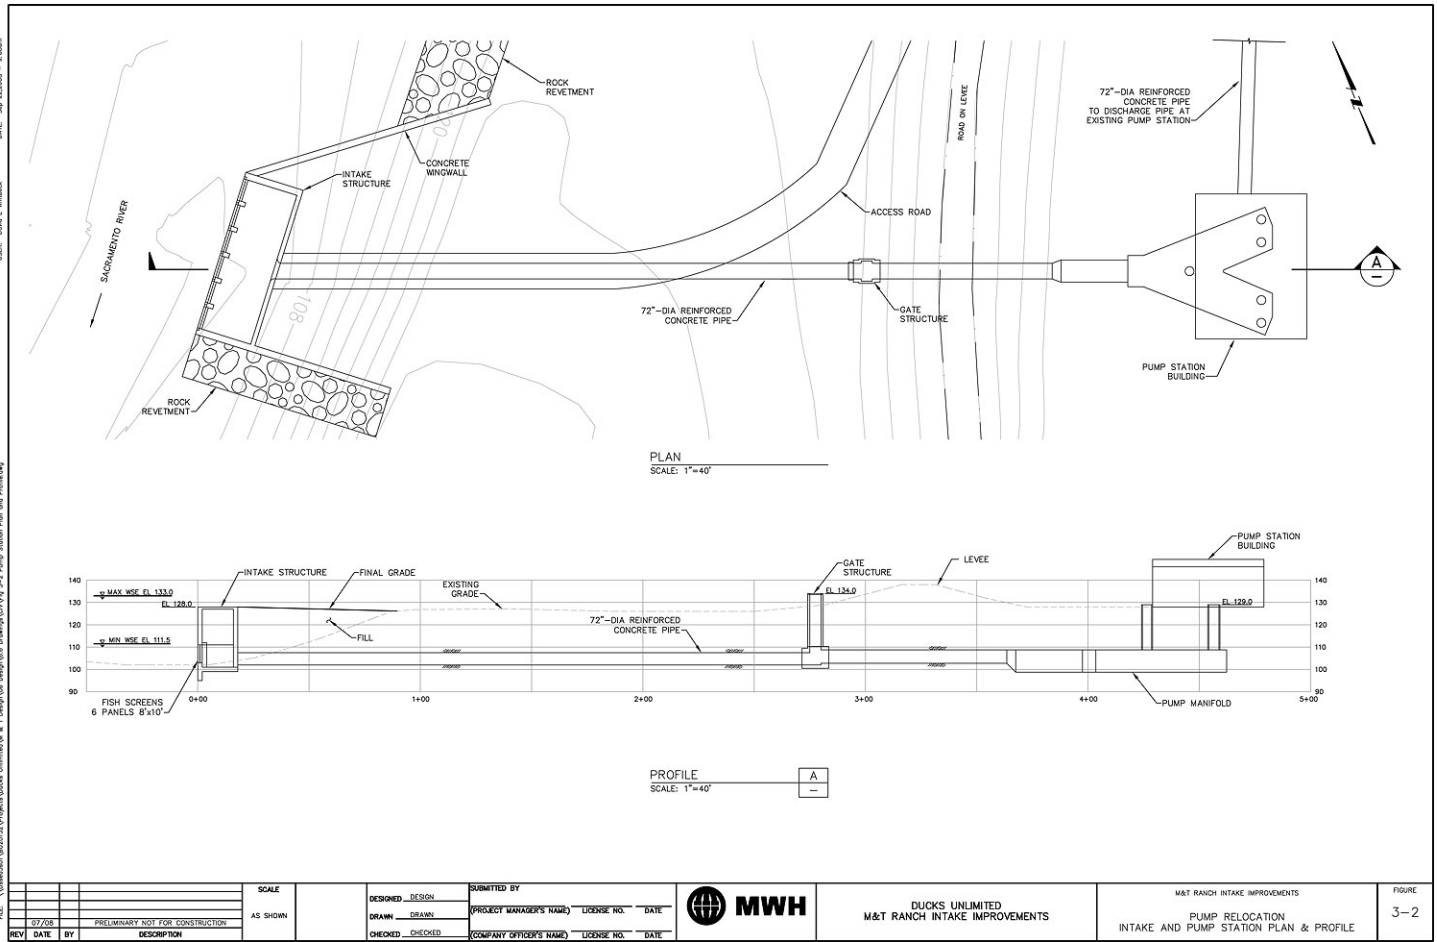 ROCK
REVETMENT
CONCRETE
WINGWALL
INTAKE
STRUCTURE
SACRAMENTO RIVER
108
ACCESS ROAD
ROAD ON LEVEE
72"-DIA REINFORCED
CONCRETE PIPE
TO DISCHARGE PIPE AT
EXISTING PUMP STATION
A
72"-DIA REINFORCED
CONCRETE PIPE
GATE
STRUCTURE
PUMP STATION
BUILDING
ROCK
REVETMENT
PLAN
SCALE: 1"=40'
PUMP STATION
BUILDING
INTAKE STRUCTURE
FINAL GRADE
EXISTING
GRADE
GATE
STRUCTURE
LEVEE
140
130
120
110
100
90
MAX WSE EL 133.0
EL 128.0
MIN WSE EL 111.5
FILL
72"-DIA REINFORCED
CONCRETE PIPE
EL 134.0
EL 129.0
140
130
120
110
100
90
FISH SCREENS
6 PANELS 8'x10'
PUMP MANIFOLD
0+00
1+00
2+00
3+00
4+00
5+00
PROFILE
SCALE: 1"=40'
A
07/08
PRELIMINARY NOT FOR CONSTRUCTION
REV DATE BY DESCRIPTION
SCALE
AS SHOWN
DESIGNED DESIGN
DRAWN DRAWN
CHECKED CHECKED
SUBMITTED BY
(PROJECT MANAGER'S NAME) LICENSE NO. DATE
(COMPANY OFFICER'S NAME) LICENSE NO. DATE
MWH
DUCKS UNLIMITED
M&T RANCH INTAKE IMPROVEMENTS
M&T RANCH INTAKE IMPROVEMENTS
PUMP RELOCATION
INTAKE AND PUMP STATION PLAN & PROFILE
FIGURE
3-2